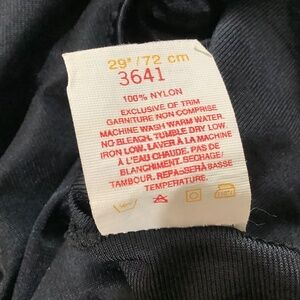 29"/72 cm
3641
100% NYLON
EXCLUSIVE OF TRIM
GARNITURE NON COMPRISE
MACHINE WASH WARM WATER.
NO BLEACH. TUMBLE DRY LOW.
IRON LOW. LAVER À LA MACHINE
À L'EAU CHAUDE. PAS DE
BLANCHIMENT. SECHAGE/
TAMBOUR. REPASSER À BASSE
TEMPERATURE.